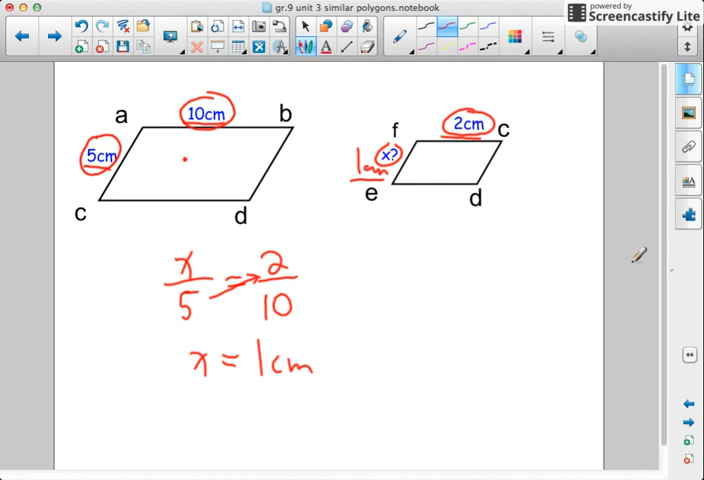 gr.9 unit 3 similar polygons.notebook
powered by
Screencastify Lite
a 10cm b
5cm
c d
f 2cm c
x?
1cm
e d
x/5 = 2/10
x = 1cm